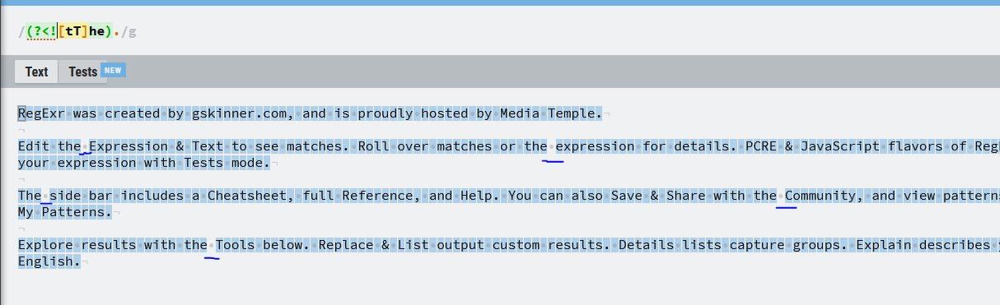 /(?<![tT]he)./g
Text Tests NEW
RegExr was created by gskinner.com, and is proudly hosted by Media Temple.
Edit the Expression & Text to see matches. Roll over matches or the expression for details. PCRE & JavaScript flavors of Reg
your expression with Tests mode.
The side bar includes a Cheatsheet, full Reference, and Help. You can also Save & Share with the Community, and view pattern
My Patterns.
Explore results with the Tools below. Replace & List output custom results. Details lists capture groups. Explain describes
English.